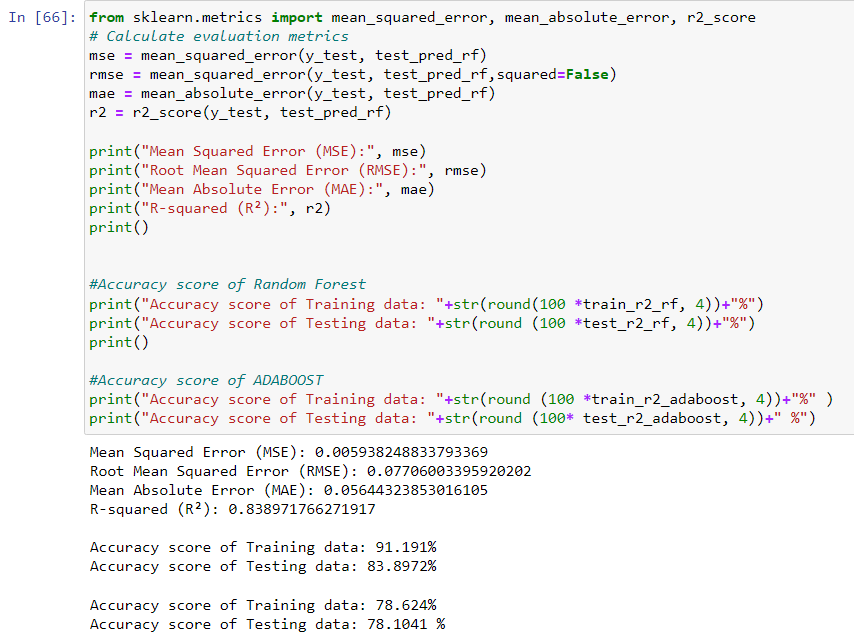 In [66]: from sklearn.metrics import mean_squared_error, mean_absolute_error, r2_score
# Calculate evaluation metrics
mse = mean_squared_error(y_test, test_pred_rf)
rmse = mean_squared_error(y_test, test_pred_rf,squared=False)
mae = mean_absolute_error(y_test, test_pred_rf)
r2 = r2_score(y_test, test_pred_rf)
print("Mean Squared Error (MSE):", mse)
print("Root Mean Squared Error (RMSE):", rmse)
print("Mean Absolute Error (MAE):", mae)
print("R-squared (R²):", r2)
print()
#Accuracy score of Random Forest
print("Accuracy score of Training data: "+str(round(100 *train_r2_rf, 4))+"%")
print("Accuracy score of Testing data: "+str(round (100 *test_r2_rf, 4))+"%")
print()
#Accuracy score of ADABOOST
print("Accuracy score of Training data: "+str(round (100 *train_r2_adaboost, 4))+"%" )
print("Accuracy score of Testing data: "+str(round (100* test_r2_adaboost, 4))+" %")
Mean Squared Error (MSE): 0.005938248833793369
Root Mean Squared Error (RMSE): 0.07706003395920202
Mean Absolute Error (MAE): 0.05644323853016105
R-squared (R²): 0.838971766271917
Accuracy score of Training data: 91.191%
Accuracy score of Testing data: 83.8972%
Accuracy score of Training data: 78.624%
Accuracy score of Testing data: 78.1041 %